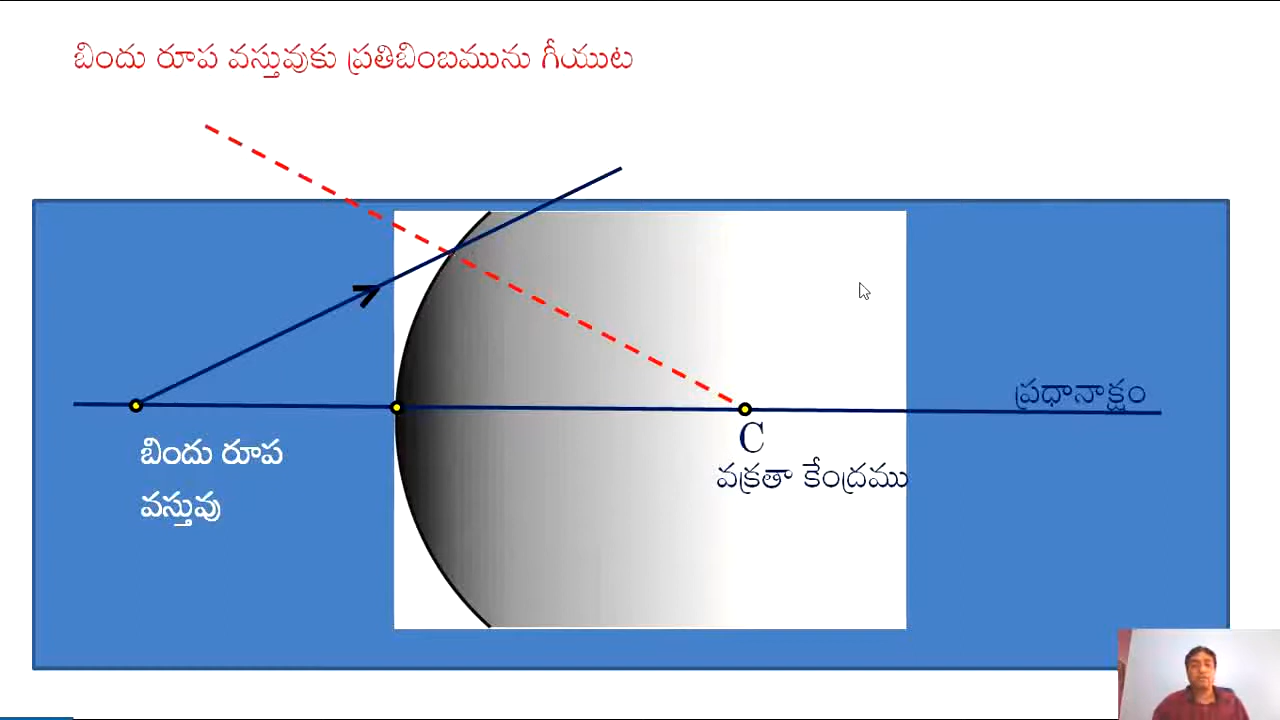 బిందు రూప వస్తువుకు ప్రతిబింబమును గీయుట
ప్రధానాక్షం
C
బిందు రూప
వస్తువు
వక్రతా కేంద్రము